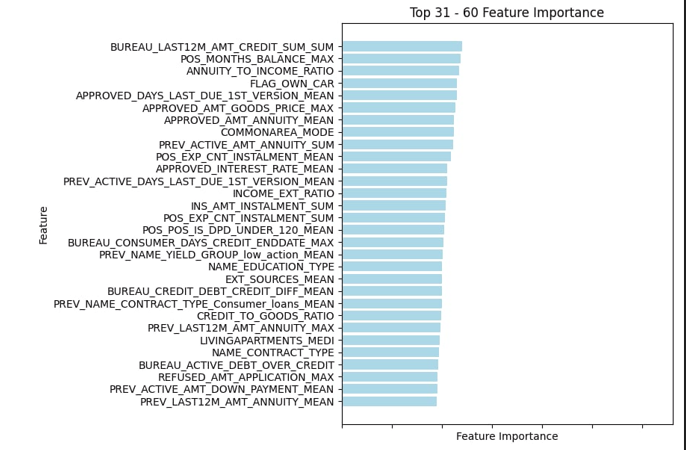 Top 31 - 60 Feature Importance
BUREAU_LAST12M_AMT_CREDIT_SUM_SUM
POS_MONTHS_BALANCE_MAX
ANNUITY_TO_INCOME_RATIO
FLAG_OWN_CAR
APPROVED_DAYS_LAST_DUE_1ST_VERSION_MEAN
APPROVED_AMT_GOODS_PRICE_MAX
APPROVED_AMT_ANNUITY_MEAN
COMMONAREA_MODE
PREV_ACTIVE_AMT_ANNUITY_SUM
POS_EXP_CNT_INSTALMENT_MEAN
APPROVED_INTEREST_RATE_MEAN
PREV_ACTIVE_DAYS_LAST_DUE_1ST_VERSION_MEAN
INCOME_EXT_RATIO
INS_AMT_INSTALMENT_SUM
POS_EXP_CNT_INSTALMENT_SUM
POS_POS_IS_DPD_UNDER_120_MEAN
BUREAU_CONSUMER_DAYS_CREDIT_ENDDATE_MAX
PREV_NAME_YIELD_GROUP_low_action_MEAN
NAME_EDUCATION_TYPE
EXT_SOURCES_MEAN
BUREAU_CREDIT_DEBT_CREDIT_DIFF_MEAN
PREV_NAME_CONTRACT_TYPE_Consumer_loans_MEAN
CREDIT_TO_GOODS_RATIO
PREV_LAST12M_AMT_ANNUITY_MAX
LIVINGAPARTMENTS_MEDI
NAME_CONTRACT_TYPE
BUREAU_ACTIVE_DEBT_OVER_CREDIT
REFUSED_AMT_APPLICATION_MAX
PREV_ACTIVE_AMT_DOWN_PAYMENT_MEAN
PREV_LAST12M_AMT_ANNUITY_MEAN
Feature
Feature Importance